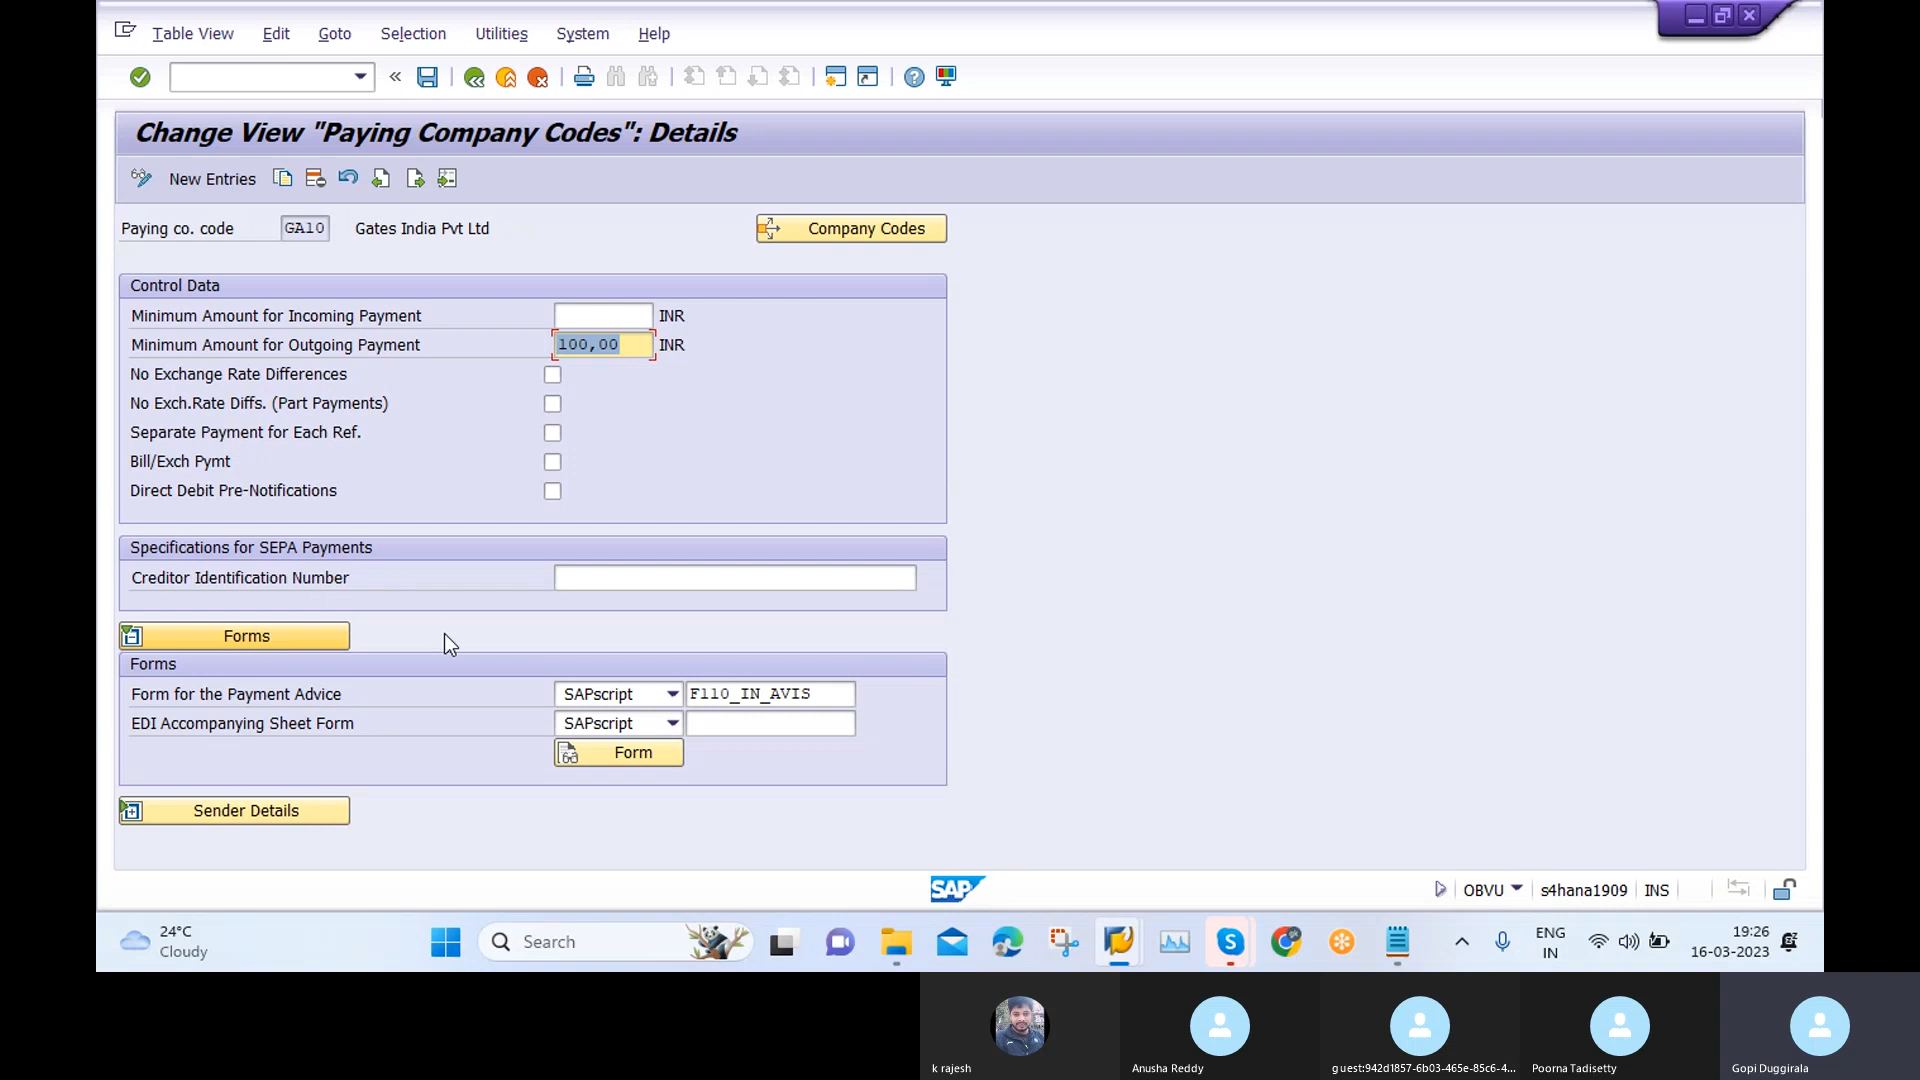 Table View Edit Goto Selection Utilities System Help
Change View "Paying Company Codes": Details
New Entries
Paying co. code GA10 Gates India Pvt Ltd Company Codes
Control Data
Minimum Amount for Incoming Payment INR
Minimum Amount for Outgoing Payment 100,00 INR
No Exchange Rate Differences
No Exch.Rate Diffs. (Part Payments)
Separate Payment for Each Ref.
Bill/Exch Pymt
Direct Debit Pre-Notifications
Specifications for SEPA Payments
Creditor Identification Number
Forms
Forms
Form for the Payment Advice SAPscript F110_IN_AVIS
EDI Accompanying Sheet Form SAPscript
Form
Sender Details
SAP OBVU s4hana1909 INS
24°C
Cloudy
Search
ENG
IN
19:26
16-03-2023
k rajesh Anusha Reddy guest:942d1857-6b03-465e-85c6-4... Poorna Tadisetty Gopi Duggirala